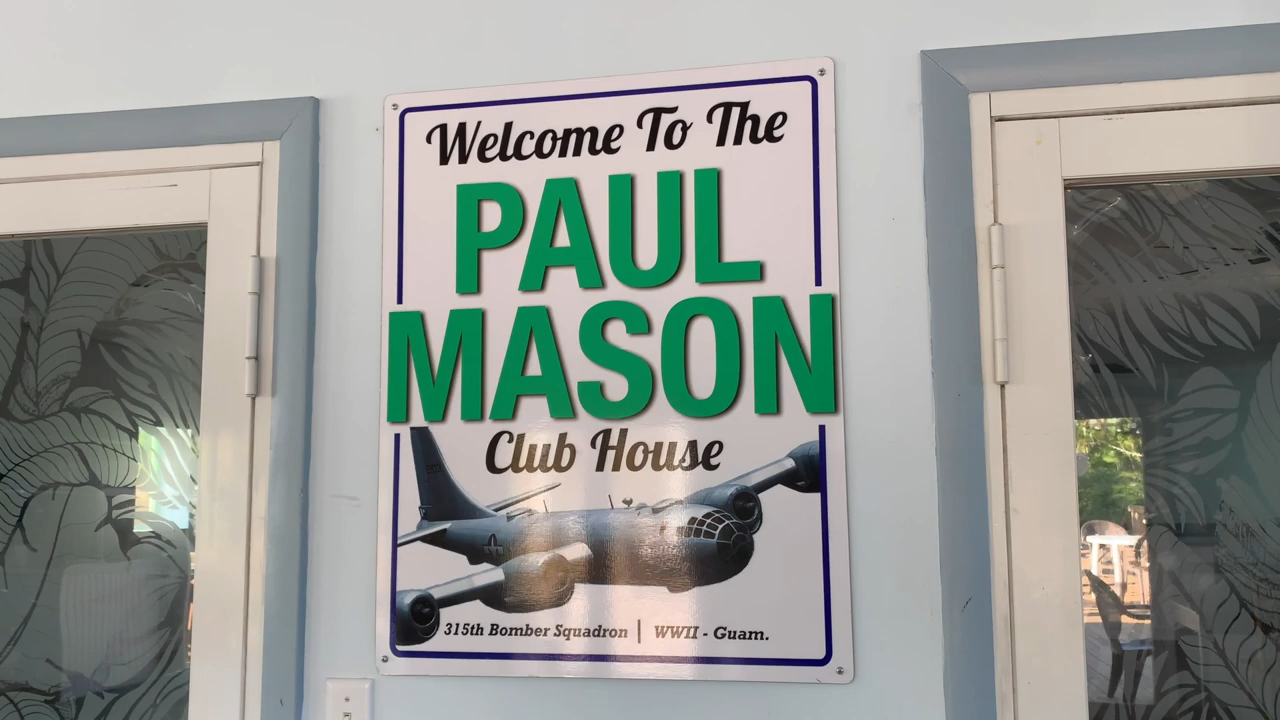 Welcome To The
PAUL
MASON
Club House
315th Bomber Squadron | WWII - Guam.